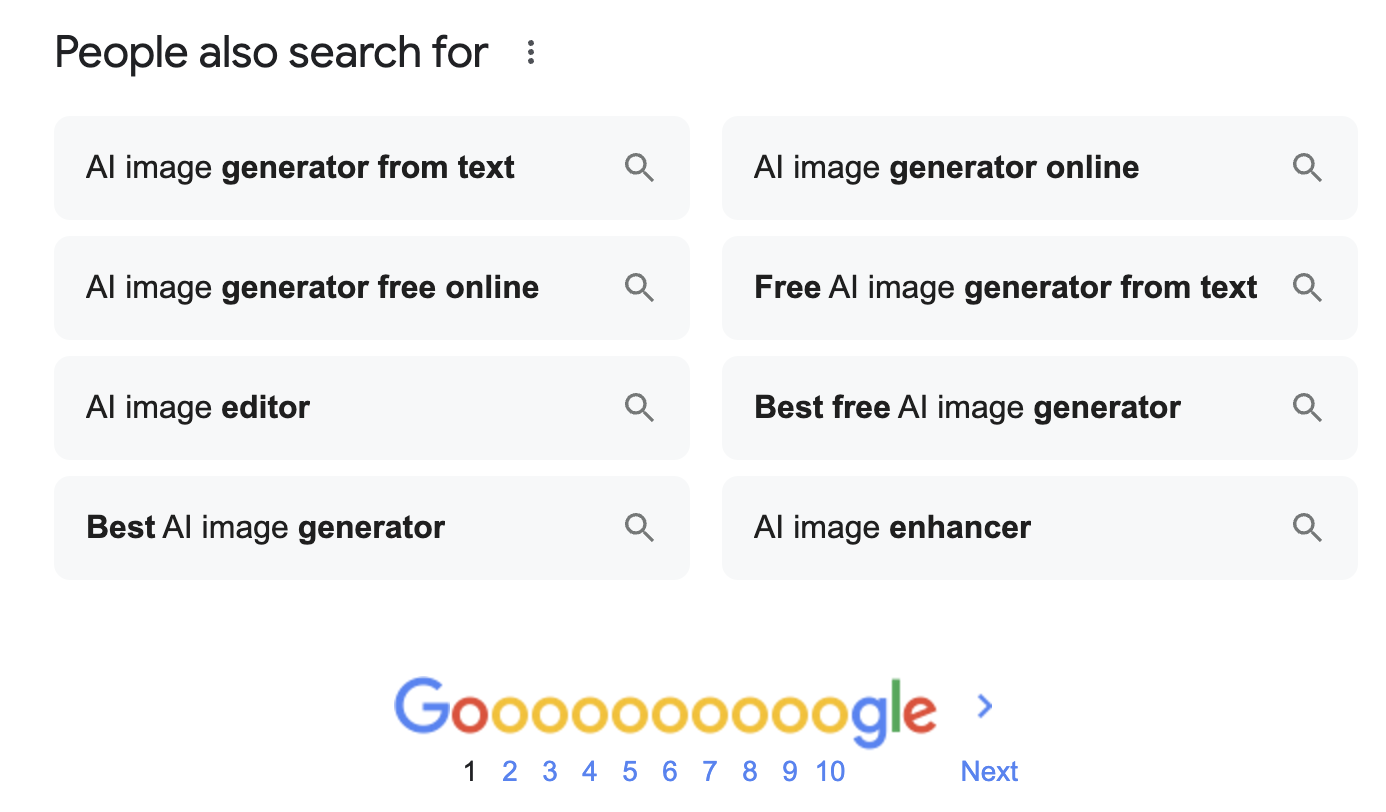 People also search for
AI image generator from text
AI image generator online
AI image generator free online
Free AI image generator from text
AI image editor
Best free AI image generator
Best AI image generator
AI image enhancer
Goooooooooogle >
1 2 3 4 5 6 7 8 9 10 Next